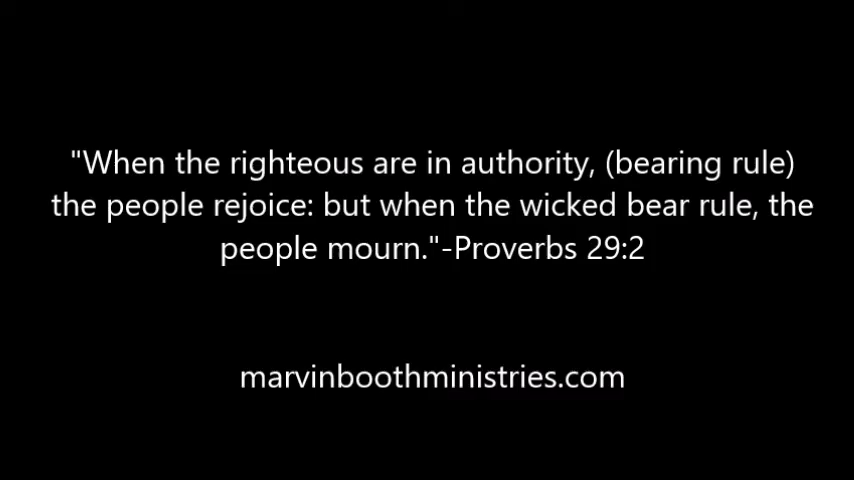 "When the righteous are in authority, (bearing rule)
the people rejoice: but when the wicked bear rule, the
people mourn."-Proverbs 29:2
marvinboothministries.com